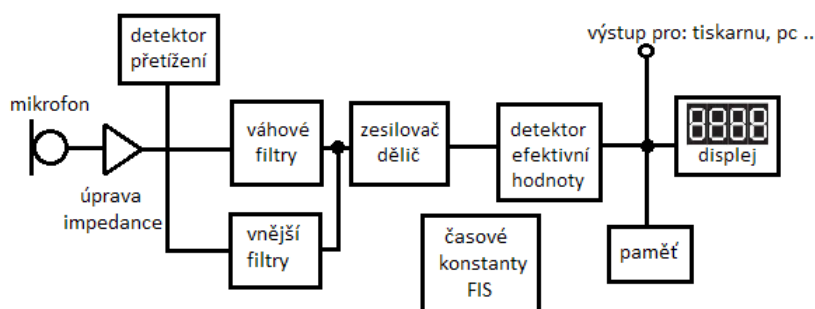 detektor
přetížení
výstup pro: tiskarnu, pc ..
mikrofon
váhové
filtry
zesilovač
dělič
detektor
efektivní
hodnoty
8888
displej
úprava
impedance
vnější
filtry
časové
konstanty
FIS
paměť